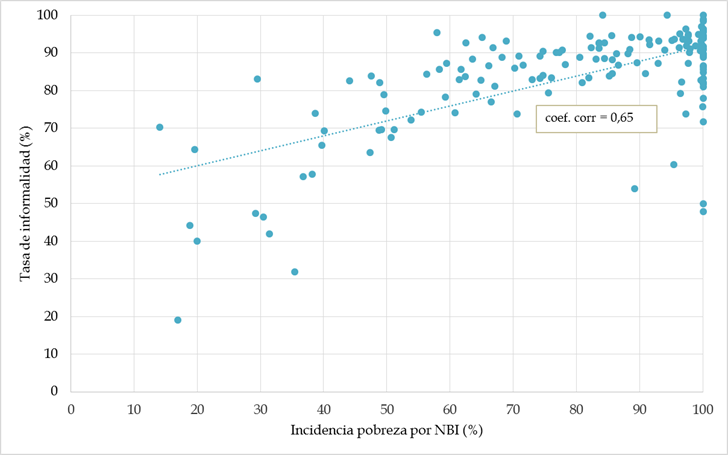 100
90
80
70
60
50
40
30
20
10
0
Tasa de informalidad (%)
coef. corr = 0,65
0 10 20 30 40 50 60 70 80 90 100
Incidencia pobreza por NBI (%)